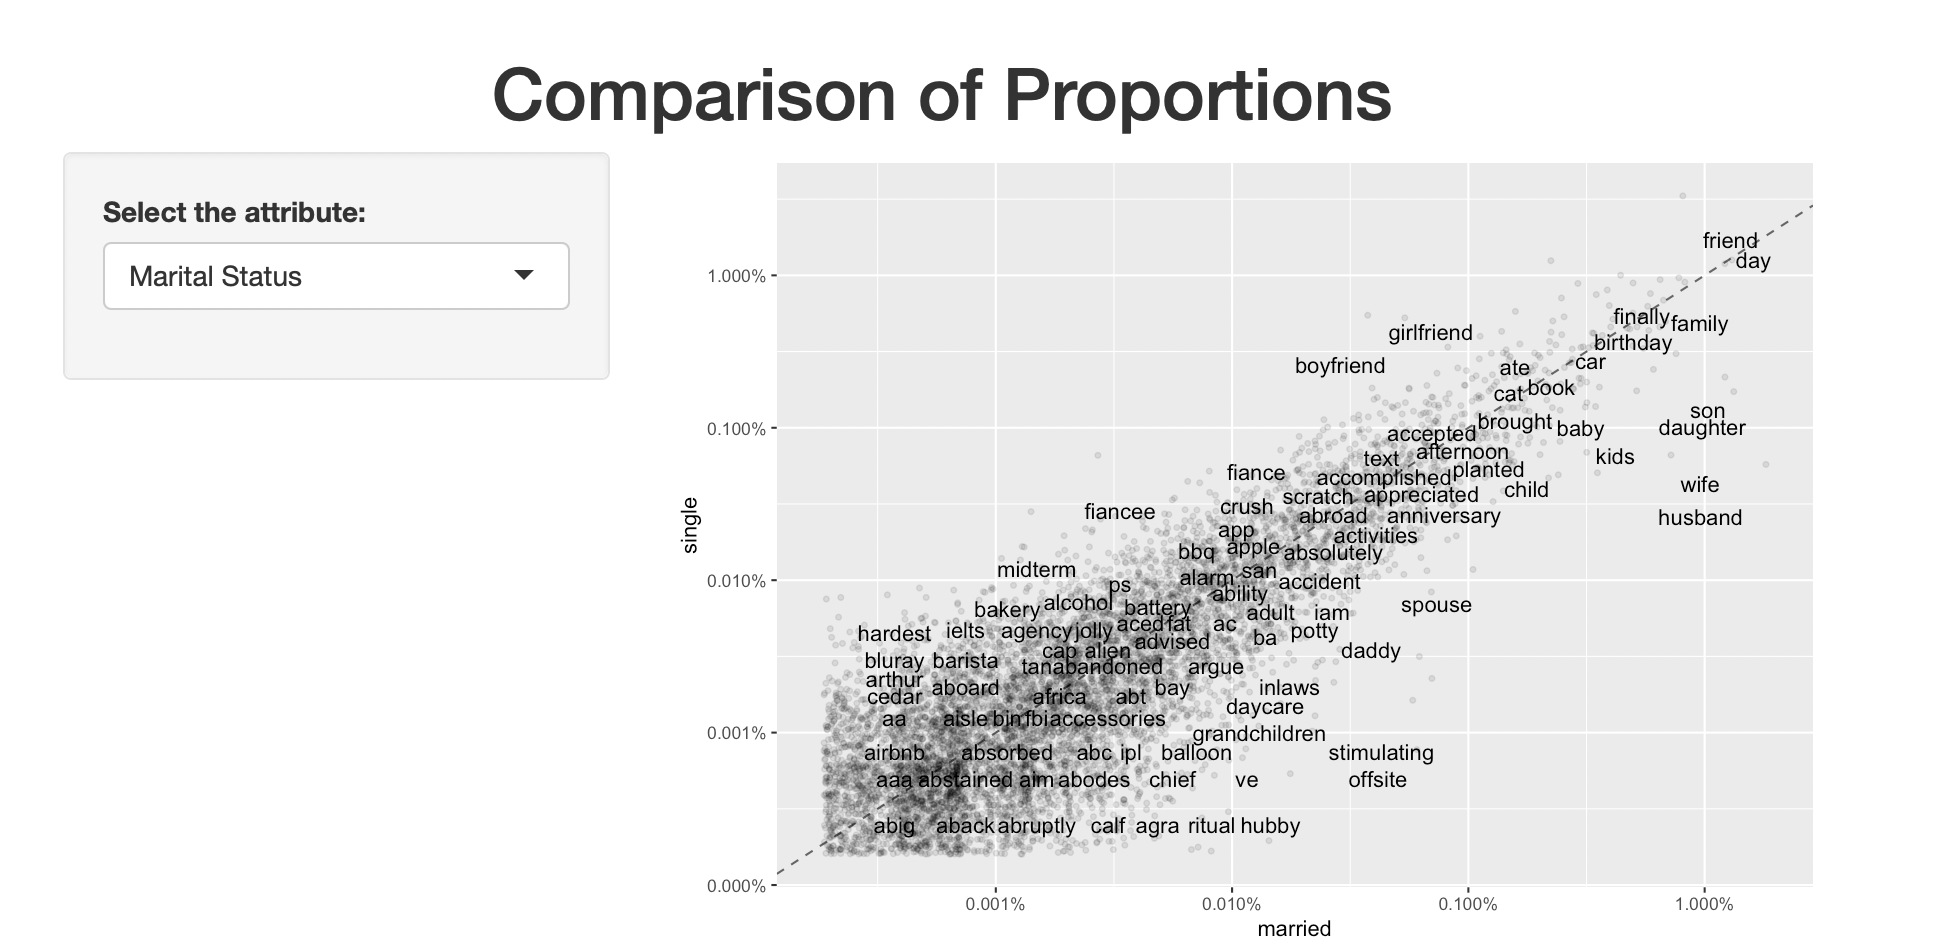 Comparison of Proportions
Select the attribute:
Marital Status
single
1.000%
0.100%
0.010%
0.001%
0.000%
friend
day
finally family
girlfriend
birthday
boyfriend
ate
car
cat book
son
brought
daughter
accepted
baby
afternoon
text
kids
fiance
planted
accomplished
wife
child
scratch appreciated
crush
fiancee
abroad anniversary
husband
app
activities
apple
bbq
absolutely
midterm
san
alarm
accident
ps
ability
alcohol
spouse
battery
bakery
adult iam
aced fat ac
hardest ielts agency jolly
potty
advised ba
cap alien
daddy
bluray barista
tan abandoned argue
arthur
aboard
bay
inlaws
cedar
africa abt
daycare
aa aisle bin fbi accessories
grandchildren
airbnb absorbed abc ipl balloon stimulating
aaa abstained aim abodes chief ve offsite
abig aback abruptly calf agra ritual hubby
0.001% 0.010% 0.100% 1.000%
married